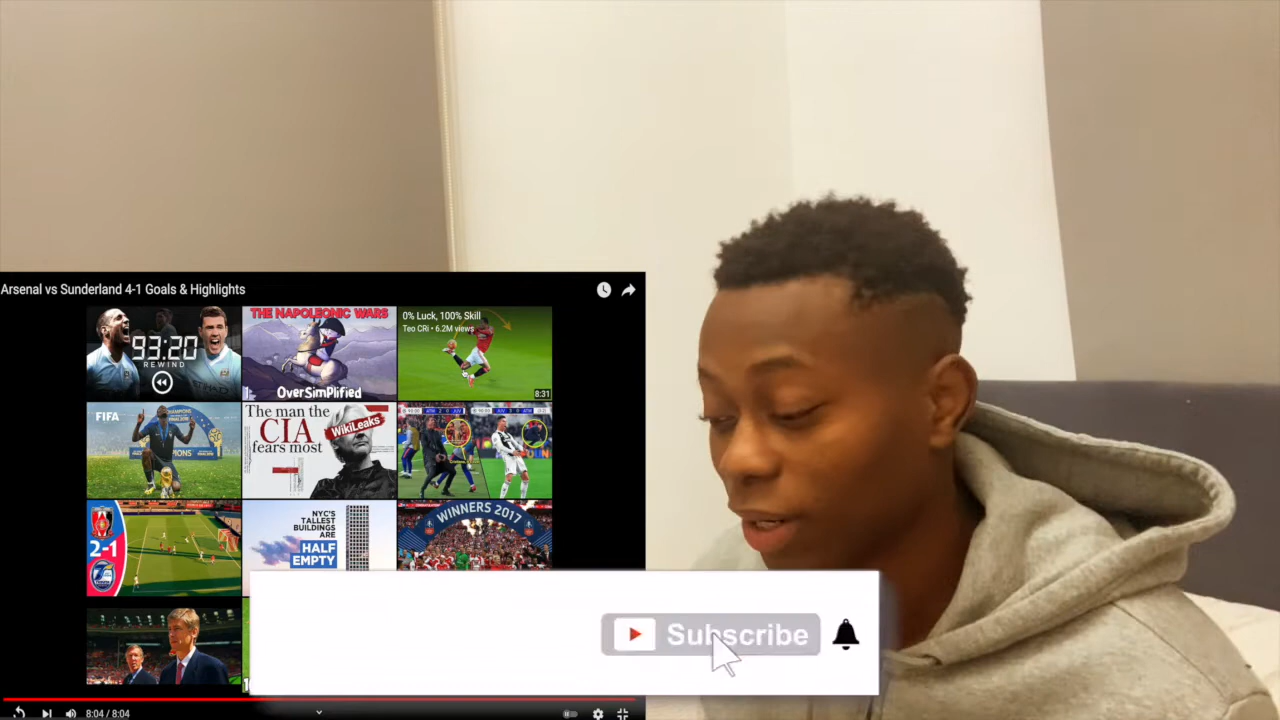 Arsenal vs Sunderland 4-1 Goals & Highlights
93:20
REWIND
THE NAPOLEONIC WARS
OverSimplified
0% Luck, 100% Skill
Teo CRi • 6.2M views
8:31
FIFA
The man the
CIA
fears most
WikiLeaks
2-1
NYC'S
TALLEST
BUILDINGS
ARE
HALF
EMPTY
WINNERS 2017
Subscribe
8:04 / 8:04